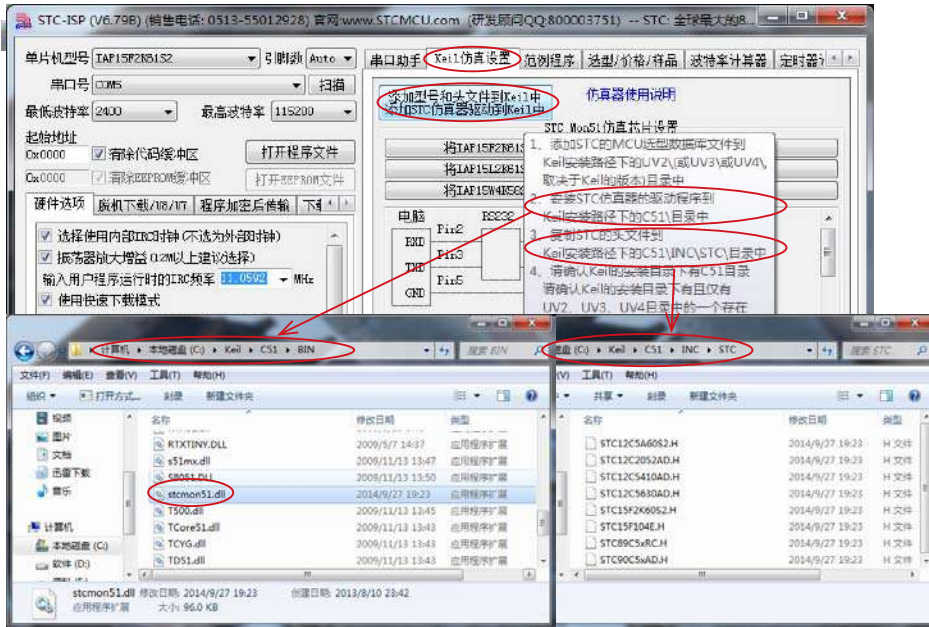 STC-ISP (V6.79B) (销售电话: 0513-55012928) 官网:www.STCMCU.com (研发顾问QQ:800003751) -- STC: 全球最大的8...
单片机型号 IAP15F2K61S2 引脚数 Auto
串口号 COM5 扫描
最低波特率 2400 最高波特率 115200
起始地址
0x0000 清除代码缓冲区 打开程序文件
0x0000 清除EEPROM缓冲区 打开EEPROM文件
硬件选项 脱机下载/U8/U7 程序加密后传输
选择使用内部IRC时钟(不选为外部时钟)
振荡器放大增益(12M以上建议选择)
输入用户程序运行时的IRC频率 11.0592 MHz
使用快速下载模式
串口助手 Keil仿真设置 范例程序 选型/价格/样品 波特率计算器 定时器
添加型号和头文件到Keil中
添加STC仿真器驱动到Keil中
仿真器使用说明
STC Mon51仿真芯片设置
将IAP15F2K61S
将IAP15L2K61S
将IAP15W4K58
电脑 RS232
Pin2
RXD
Pin3
TXD
Pin5
GND
1、添加STC的MCU选型数据库文件到
Keil安装路径下的UV2\(或UV3\或UV4\,
取决于Keil的版本)目录中
2、安装STC仿真器的驱动程序到
Keil安装路径下的C51\目录中
3、复制STC的头文件到
Keil安装路径下的C51\INC\STC\目录中
4、请确认Keil的安装目录下有C51目录
请确认Keil的安装目录下有且仅有
UV2、UV3、UV4目录中的一个存在
计算机 本地磁盘 (C:) Keil C51 BIN 搜索 BIN
文件(F) 编辑(E) 查看(V) 工具(T) 帮助(H)
组织 打开方式... 刻录 新建文件夹
视频
图片
文档
迅雷下载
音乐
计算机
本地磁盘 (C:)
软件 (D:)
名称 修改日期 类型
RTXTINY.DLL 2009/5/7 14:37 应用程序扩展
s51mx.dll 2009/11/13 13:47 应用程序扩展
S8051.DLL 2009/11/13 13:50 应用程序扩展
stcmon51.dll 2014/9/27 19:23 应用程序扩展
T500.dll 2009/11/13 13:45 应用程序扩展
TCore51.dll 2009/11/13 13:43 应用程序扩展
TCYG.dll 2009/11/13 13:43 应用程序扩展
TD51.dll 2009/11/13 13:43 应用程序扩展
stcmon51.dll 修改日期: 2014/9/27 19:23 创建日期: 2013/8/10 23:42
应用程序扩展 大小: 96.0 KB
磁盘 (C:) Keil C51 INC STC 搜索 STC
(V) 工具(T) 帮助(H)
共享 刻录 新建文件夹
名称 修改日期 类型
STC12C5A60S2.H 2014/9/27 19:23 H 文件
STC12C2052AD.H 2014/9/27 19:23 H 文件
STC12C5410AD.H 2014/9/27 19:23 H 文件
STC12C5630AD.H 2014/9/27 19:23 H 文件
STC15F2K60S2.H 2014/9/27 19:23 H 文件
STC15F104E.H 2014/9/27 19:23 H 文件
STC89C5xRC.H 2014/9/27 19:23 H 文件
STC90C5xAD.H 2014/9/27 19:23 H 文件